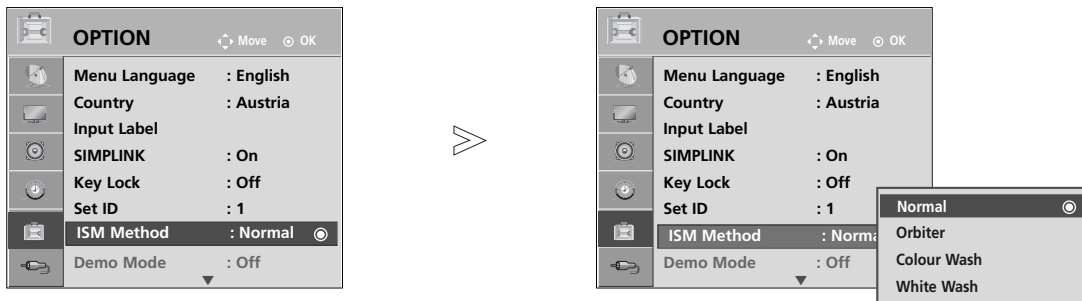 OPTION Move OK
Menu Language : English
Country : Austria
Input Label
SIMPLINK : On
Key Lock : Off
Set ID : 1
ISM Method : Normal
Demo Mode : Off
OPTION Move OK
Menu Language : English
Country : Austria
Input Label
SIMPLINK : On
Key Lock : Off
Set ID : 1
ISM Method : Norma
Demo Mode : Off
Normal
Orbiter
Colour Wash
White Wash